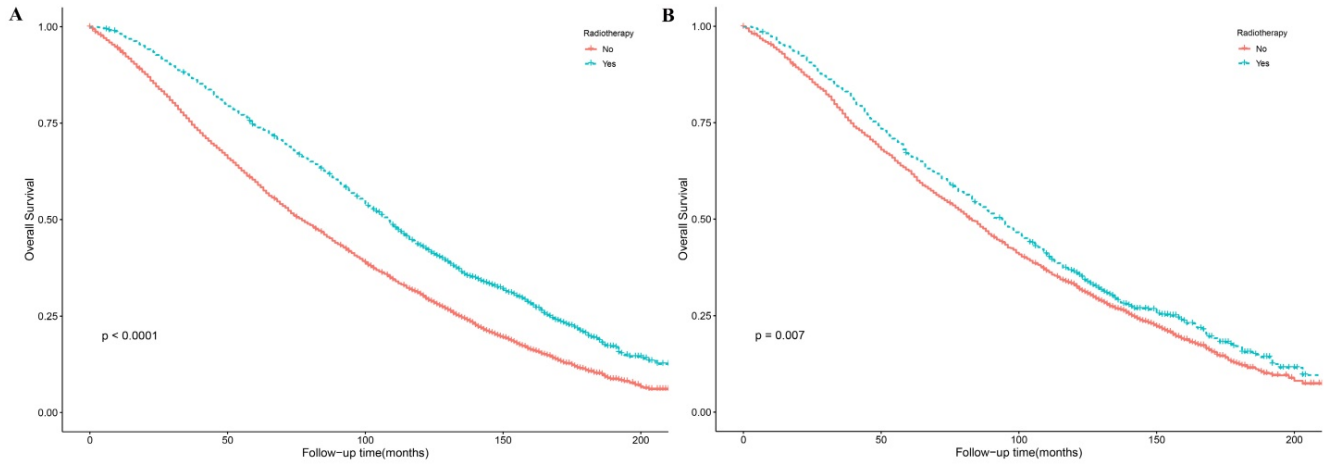 A
1.00
0.75
0.50
0.25
0.00
Overall Survival
Radiotherapy
No
Yes
p < 0.0001
0
50
100
150
200
Follow−up time(months)
B
1.00
0.75
0.50
0.25
0.00
Overall Survival
Radiotherapy
No
Yes
p = 0.007
0
50
100
150
200
Follow−up time(months)